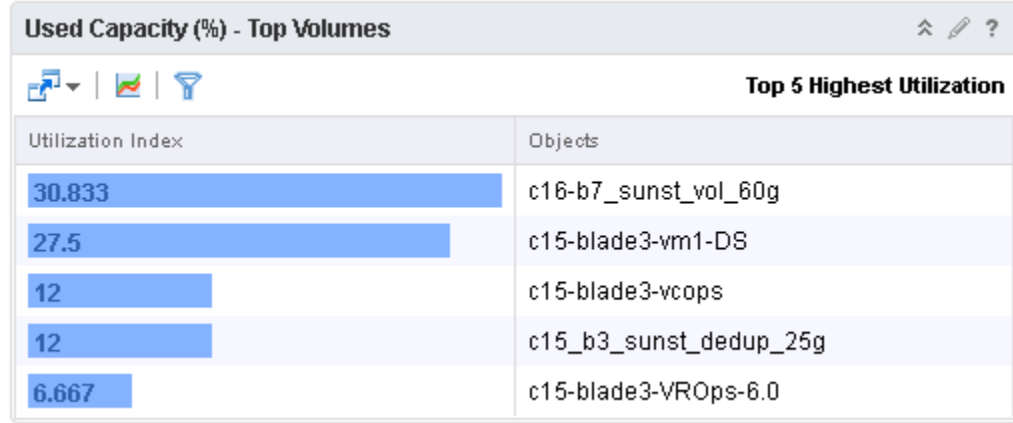 Used Capacity (%) - Top Volumes ?
Top 5 Highest Utilization
Utilization Index Objects
30.833 c16-b7_sunst_vol_60g
27.5 c15-blade3-vm1-DS
12 c15-blade3-vcops
12 c15_b3_sunst_dedup_25g
6.667 c15-blade3-VROps-6.0